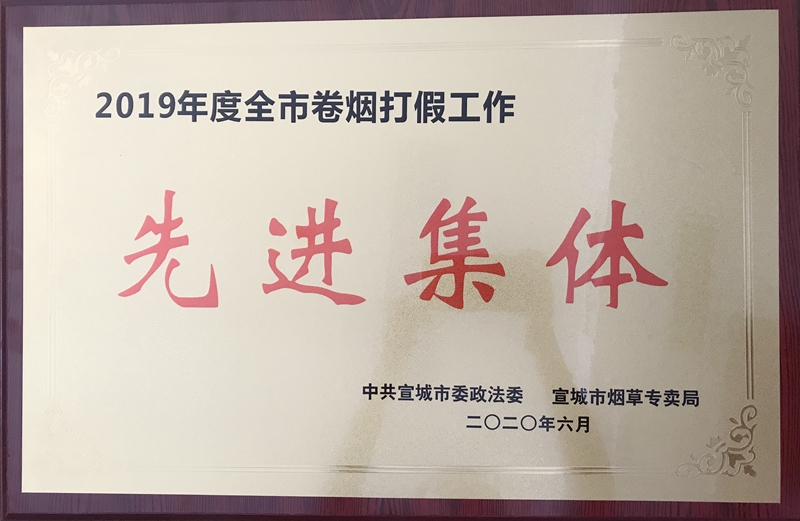 2019年度全市卷烟打假工作
先进集体
中共宣城市委政法委 宣城市烟草专卖局
二〇二〇年六月